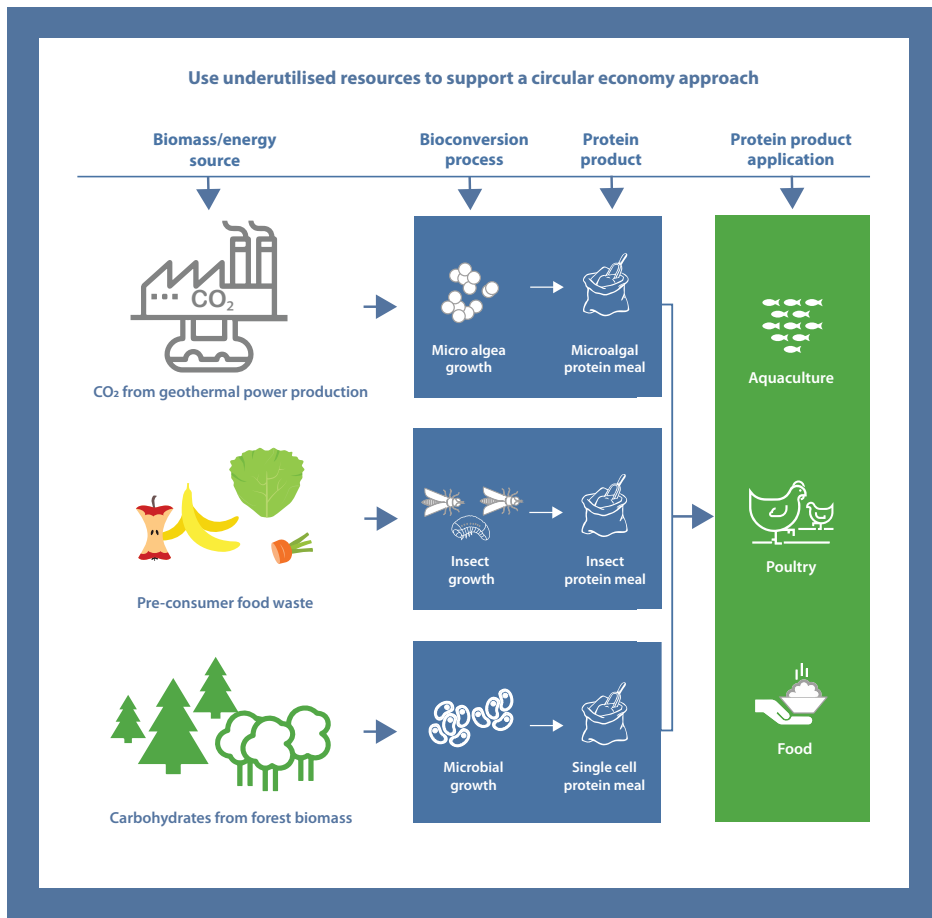 Use underutilised resources to support a circular economy approach
Biomass/energy
source
Bioconversion
process
Protein
product
Protein product
application
CO₂
CO₂ from geothermal power production
Micro algea
growth
Microalgal
protein meal
Aquaculture
Pre-consumer food waste
Insect
growth
Insect
protein meal
Poultry
Carbohydrates from forest biomass
Microbial
growth
Single cell
protein meal
Food